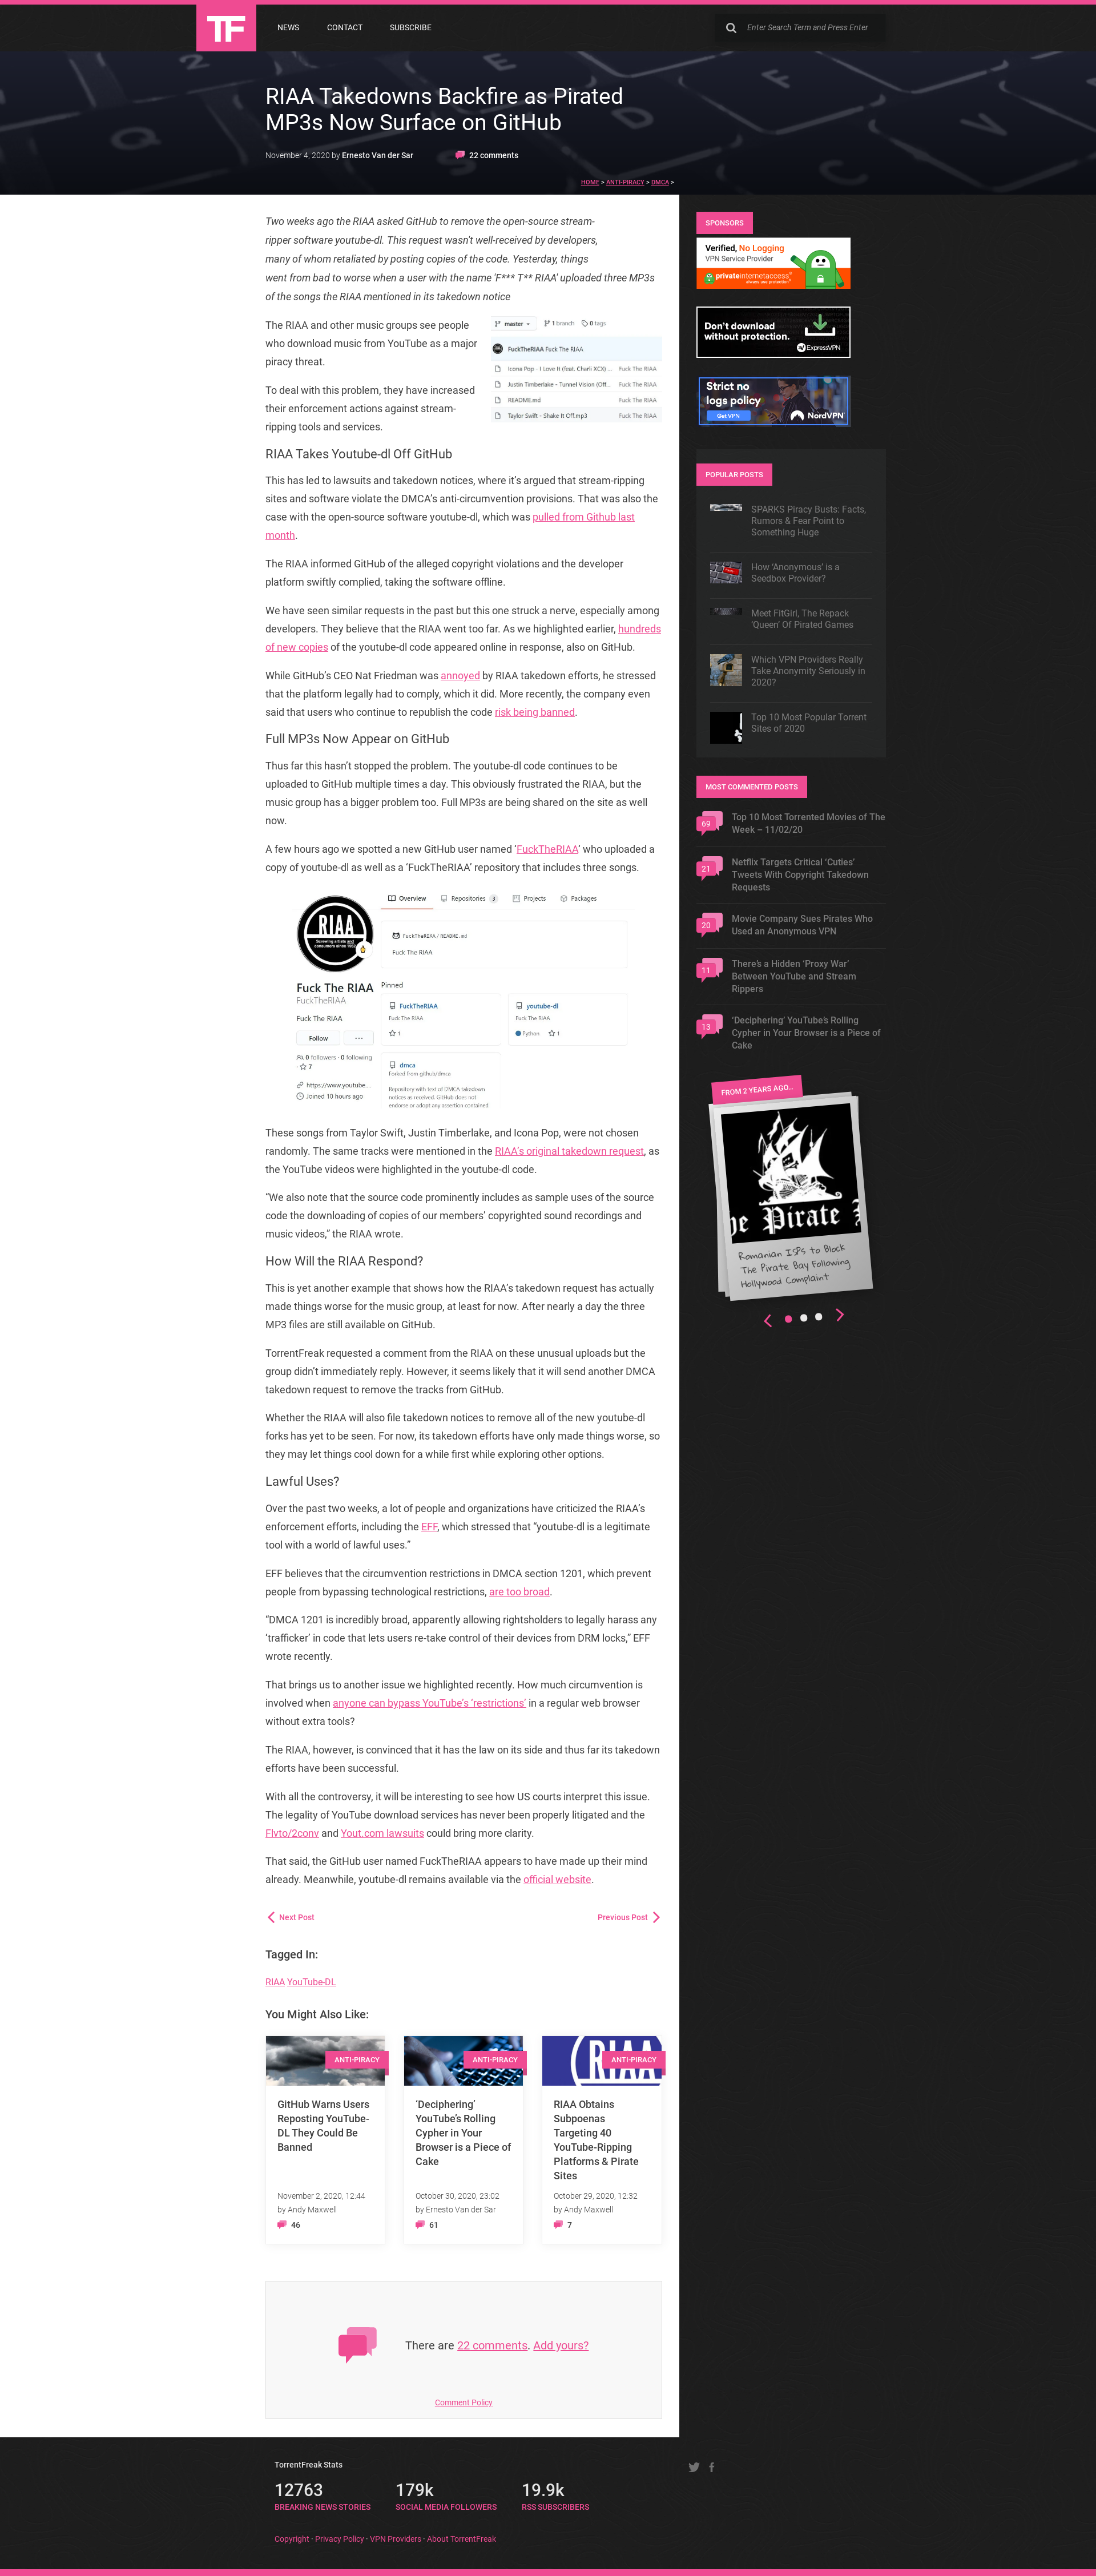 TF
NEWS
CONTACT
SUBSCRIBE
Enter Search Term and Press Enter
RIAA Takedowns Backfire as Pirated
MP3s Now Surface on GitHub
November 4, 2020 by Ernesto Van der Sar
22 comments
HOME > ANTI-PIRACY > DMCA >
Two weeks ago the RIAA asked GitHub to remove the open-source stream-
ripper software youtube-dl. This request wasn't well-received by developers,
many of whom retaliated by posting copies of the code. Yesterday, things
went from bad to worse when a user with the name 'F*** T** RIAA' uploaded three MP3s
of the songs the RIAA mentioned in its takedown notice
The RIAA and other music groups see people
who download music from YouTube as a major
piracy threat.
To deal with this problem, they have increased
their enforcement actions against stream-
ripping tools and services.
master
1 branch
0 tags
FuckTheRIAA Fuck The RIAA
Icona Pop - I Love It (feat. Charli XCX) ... Fuck The RIAA
Justin Timberlake - Tunnel Vision (Off... Fuck The RIAA
README.md Fuck The RIAA
Taylor Swift - Shake It Off.mp3 Fuck The RIAA
RIAA Takes Youtube-dl Off GitHub
This has led to lawsuits and takedown notices, where it's argued that stream-ripping
sites and software violate the DMCA's anti-circumvention provisions. That was also the
case with the open-source software youtube-dl, which was pulled from Github last
month.
The RIAA informed GitHub of the alleged copyright violations and the developer
platform swiftly complied, taking the software offline.
We have seen similar requests in the past but this one struck a nerve, especially among
developers. They believe that the RIAA went too far. As we highlighted earlier, hundreds
of new copies of the youtube-dl code appeared online in response, also on GitHub.
While GitHub's CEO Nat Friedman was annoyed by RIAA takedown efforts, he stressed
that the platform legally had to comply, which it did. More recently, the company even
said that users who continue to republish the code risk being banned.
Full MP3s Now Appear on GitHub
Thus far this hasn't stopped the problem. The youtube-dl code continues to be
uploaded to GitHub multiple times a day. This obviously frustrated the RIAA, but the
music group has a bigger problem too. Full MP3s are being shared on the site as well
now.
A few hours ago we spotted a new GitHub user named 'FuckTheRIAA' who uploaded a
copy of youtube-dl as well as a 'FuckTheRIAA' repository that includes three songs.
RIAA
Screwing artists and
consumers since 1952
Fuck The RIAA
FuckTheRIAA
Fuck The RIAA
Follow
...
0 followers · 0 following
· 7
https://www.youtube....
Joined 10 hours ago
Overview
Repositories 3
Projects
Packages
FuckTheRIAA / README.md
Fuck The RIAA
Pinned
FuckTheRIAA
Fuck The RIAA
1
youtube-dl
Fuck The RIAA
Python 1
dmca
Forked from github/dmca
Repository with text of DMCA takedown
notices as received. GitHub does not
endorse or adopt any assertion contained
These songs from Taylor Swift, Justin Timberlake, and Icona Pop, were not chosen
randomly. The same tracks were mentioned in the RIAA's original takedown request, as
the YouTube videos were highlighted in the youtube-dl code.
“We also note that the source code prominently includes as sample uses of the source
code the downloading of copies of our members' copyrighted sound recordings and
music videos,” the RIAA wrote.
How Will the RIAA Respond?
This is yet another example that shows how the RIAA's takedown request has actually
made things worse for the music group, at least for now. After nearly a day the three
MP3 files are still available on GitHub.
TorrentFreak requested a comment from the RIAA on these unusual uploads but the
group didn't immediately reply. However, it seems likely that it will send another DMCA
takedown request to remove the tracks from GitHub.
Whether the RIAA will also file takedown notices to remove all of the new youtube-dl
forks has yet to be seen. For now, its takedown efforts have only made things worse, so
they may let things cool down for a while first while exploring other options.
Lawful Uses?
Over the past two weeks, a lot of people and organizations have criticized the RIAA's
enforcement efforts, including the EFF, which stressed that “youtube-dl is a legitimate
tool with a world of lawful uses.”
EFF believes that the circumvention restrictions in DMCA section 1201, which prevent
people from bypassing technological restrictions, are too broad.
“DMCA 1201 is incredibly broad, apparently allowing rightsholders to legally harass any
'trafficker' in code that lets users re-take control of their devices from DRM locks,” EFF
wrote recently.
That brings us to another issue we highlighted recently. How much circumvention is
involved when anyone can bypass YouTube's 'restrictions' in a regular web browser
without extra tools?
The RIAA, however, is convinced that it has the law on its side and thus far its takedown
efforts have been successful.
With all the controversy, it will be interesting to see how US courts interpret this issue.
The legality of YouTube download services has never been properly litigated and the
Flvto/2conv and Yout.com lawsuits could bring more clarity.
That said, the GitHub user named FuckTheRIAA appears to have made up their mind
already. Meanwhile, youtube-dl remains available via the official website.
Next Post
Previous Post
Tagged In:
RIAA YouTube-DL
You Might Also Like:
ANTI-PIRACY
GitHub Warns Users
Reposting YouTube-
DL They Could Be
Banned
November 2, 2020, 12:44
by Andy Maxwell
46
ANTI-PIRACY
'Deciphering'
YouTube's Rolling
Cypher in Your
Browser is a Piece of
Cake
October 30, 2020, 23:02
by Ernesto Van der Sar
61
RIAA
ANTI-PIRACY
RIAA Obtains
Subpoenas
Targeting 40
YouTube-Ripping
Platforms & Pirate
Sites
October 29, 2020, 12:32
by Andy Maxwell
7
There are 22 comments. Add yours?
Comment Policy
SPONSORS
Verified, No Logging
VPN Service Provider
privateinternetaccess
always use protection
Don't download
without protection.
ExpressVPN
Strict no
logs policy
Get VPN
NordVPN
POPULAR POSTS
SPARKS Piracy Busts: Facts,
Rumors & Fear Point to
Something Huge
How 'Anonymous' is a
Seedbox Provider?
Meet FitGirl, The Repack
'Queen' Of Pirated Games
Which VPN Providers Really
Take Anonymity Seriously in
2020?
Top 10 Most Popular Torrent
Sites of 2020
MOST COMMENTED POSTS
69
Top 10 Most Torrented Movies of The
Week – 11/02/20
21
Netflix Targets Critical 'Cuties'
Tweets With Copyright Takedown
Requests
20
Movie Company Sues Pirates Who
Used an Anonymous VPN
11
There's a Hidden 'Proxy War'
Between YouTube and Stream
Rippers
13
'Deciphering' YouTube's Rolling
Cypher in Your Browser is a Piece of
Cake
FROM 2 YEARS AGO...
he Pirate
Romanian ISPs to Block
The Pirate Bay Following
Hollywood Complaint
TorrentFreak Stats
12763
BREAKING NEWS STORIES
179k
SOCIAL MEDIA FOLLOWERS
19.9k
RSS SUBSCRIBERS
Copyright · Privacy Policy · VPN Providers · About TorrentFreak